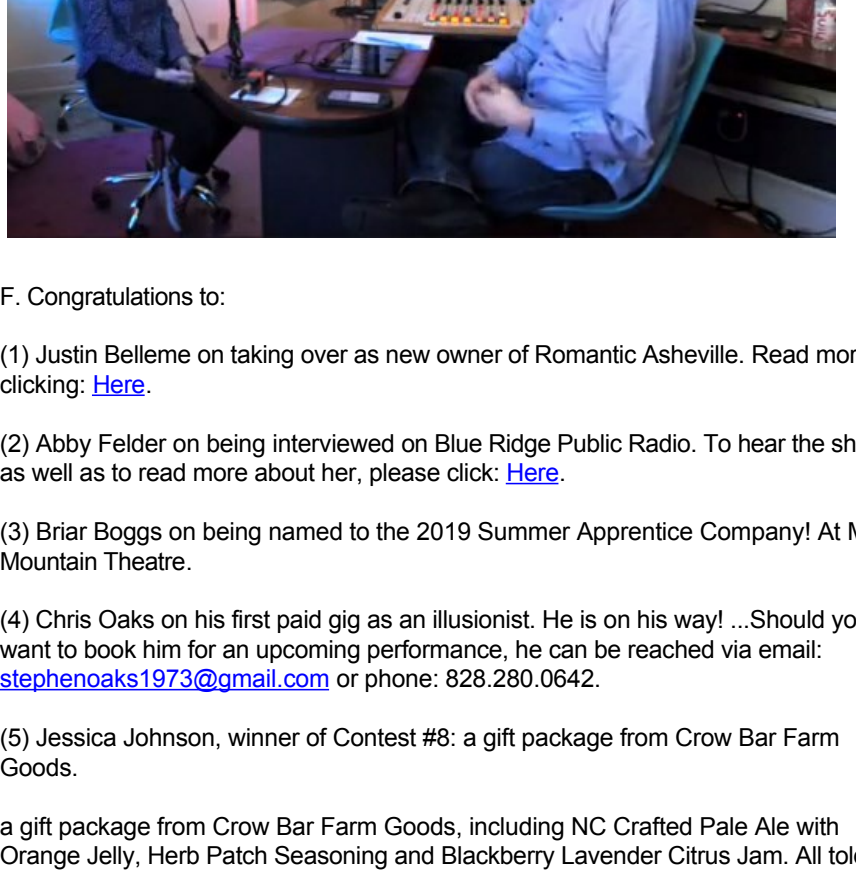 F. Congratulations to:
(1) Justin Belleme on taking over as new owner of Romantic Asheville. Read
clicking: Here.
(2) Abby Felder on being interviewed on Blue Ridge Public Radio. To hear the
as well as to read more about her, please click: Here.
(3) Briar Boggs on being named to the 2019 Summer Apprentice Company! At
Mountain Theatre.
(4) Chris Oaks on his first paid gig as an illusionist. He is on his way! ...Should
want to book him for an upcoming performance, he can be reached via email:
stephenoaks1973@gmail.com or phone: 828.280.0642.
(5) Jessica Johnson, winner of Contest #8: a gift package from Crow Bar Farm
Goods.
a gift package from Crow Bar Farm Goods, including NC Crafted Pale Ale with
Orange Jelly, Herb Patch Seasoning and Blackberry Lavender Citrus Jam. All